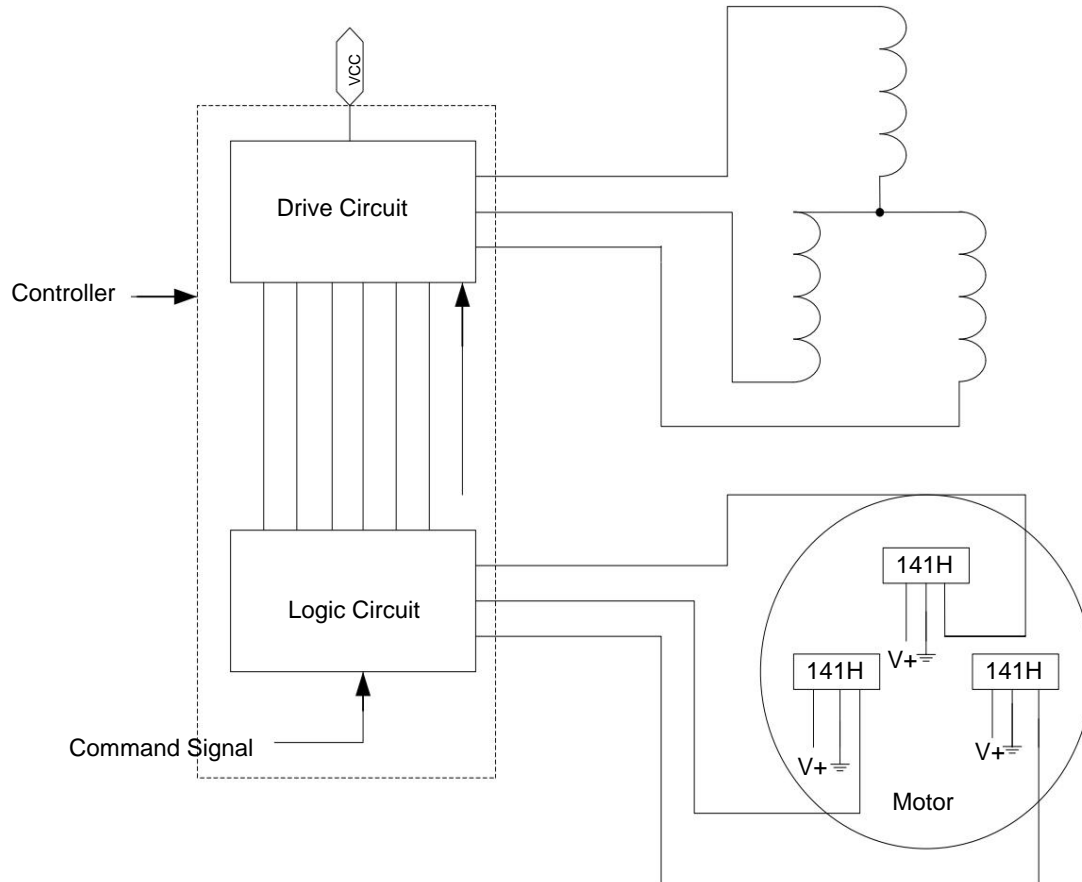 VCC
Drive Circuit
Controller
141H
Logic Circuit
V+
141H
141H
Command Signal
V+
V+
Motor